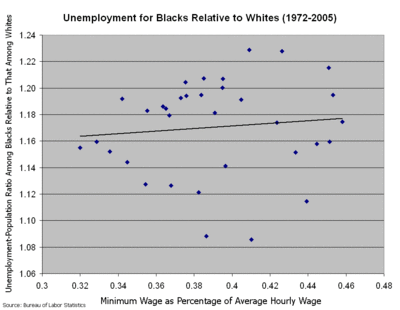 Unemployment for Blacks Relative to Whites (1972-2005)
Unemployment-Population Ratio Among Blacks Relative to That Among Whites
1.24
1.22
1.20
1.18
1.16
1.14
1.12
1.10
1.08
1.06
0.3 0.32 0.34 0.36 0.38 0.4 0.42 0.44 0.46 0.48
Minimum Wage as Percentage of Average Hourly Wage
Source: Bureau of Labor Statistics